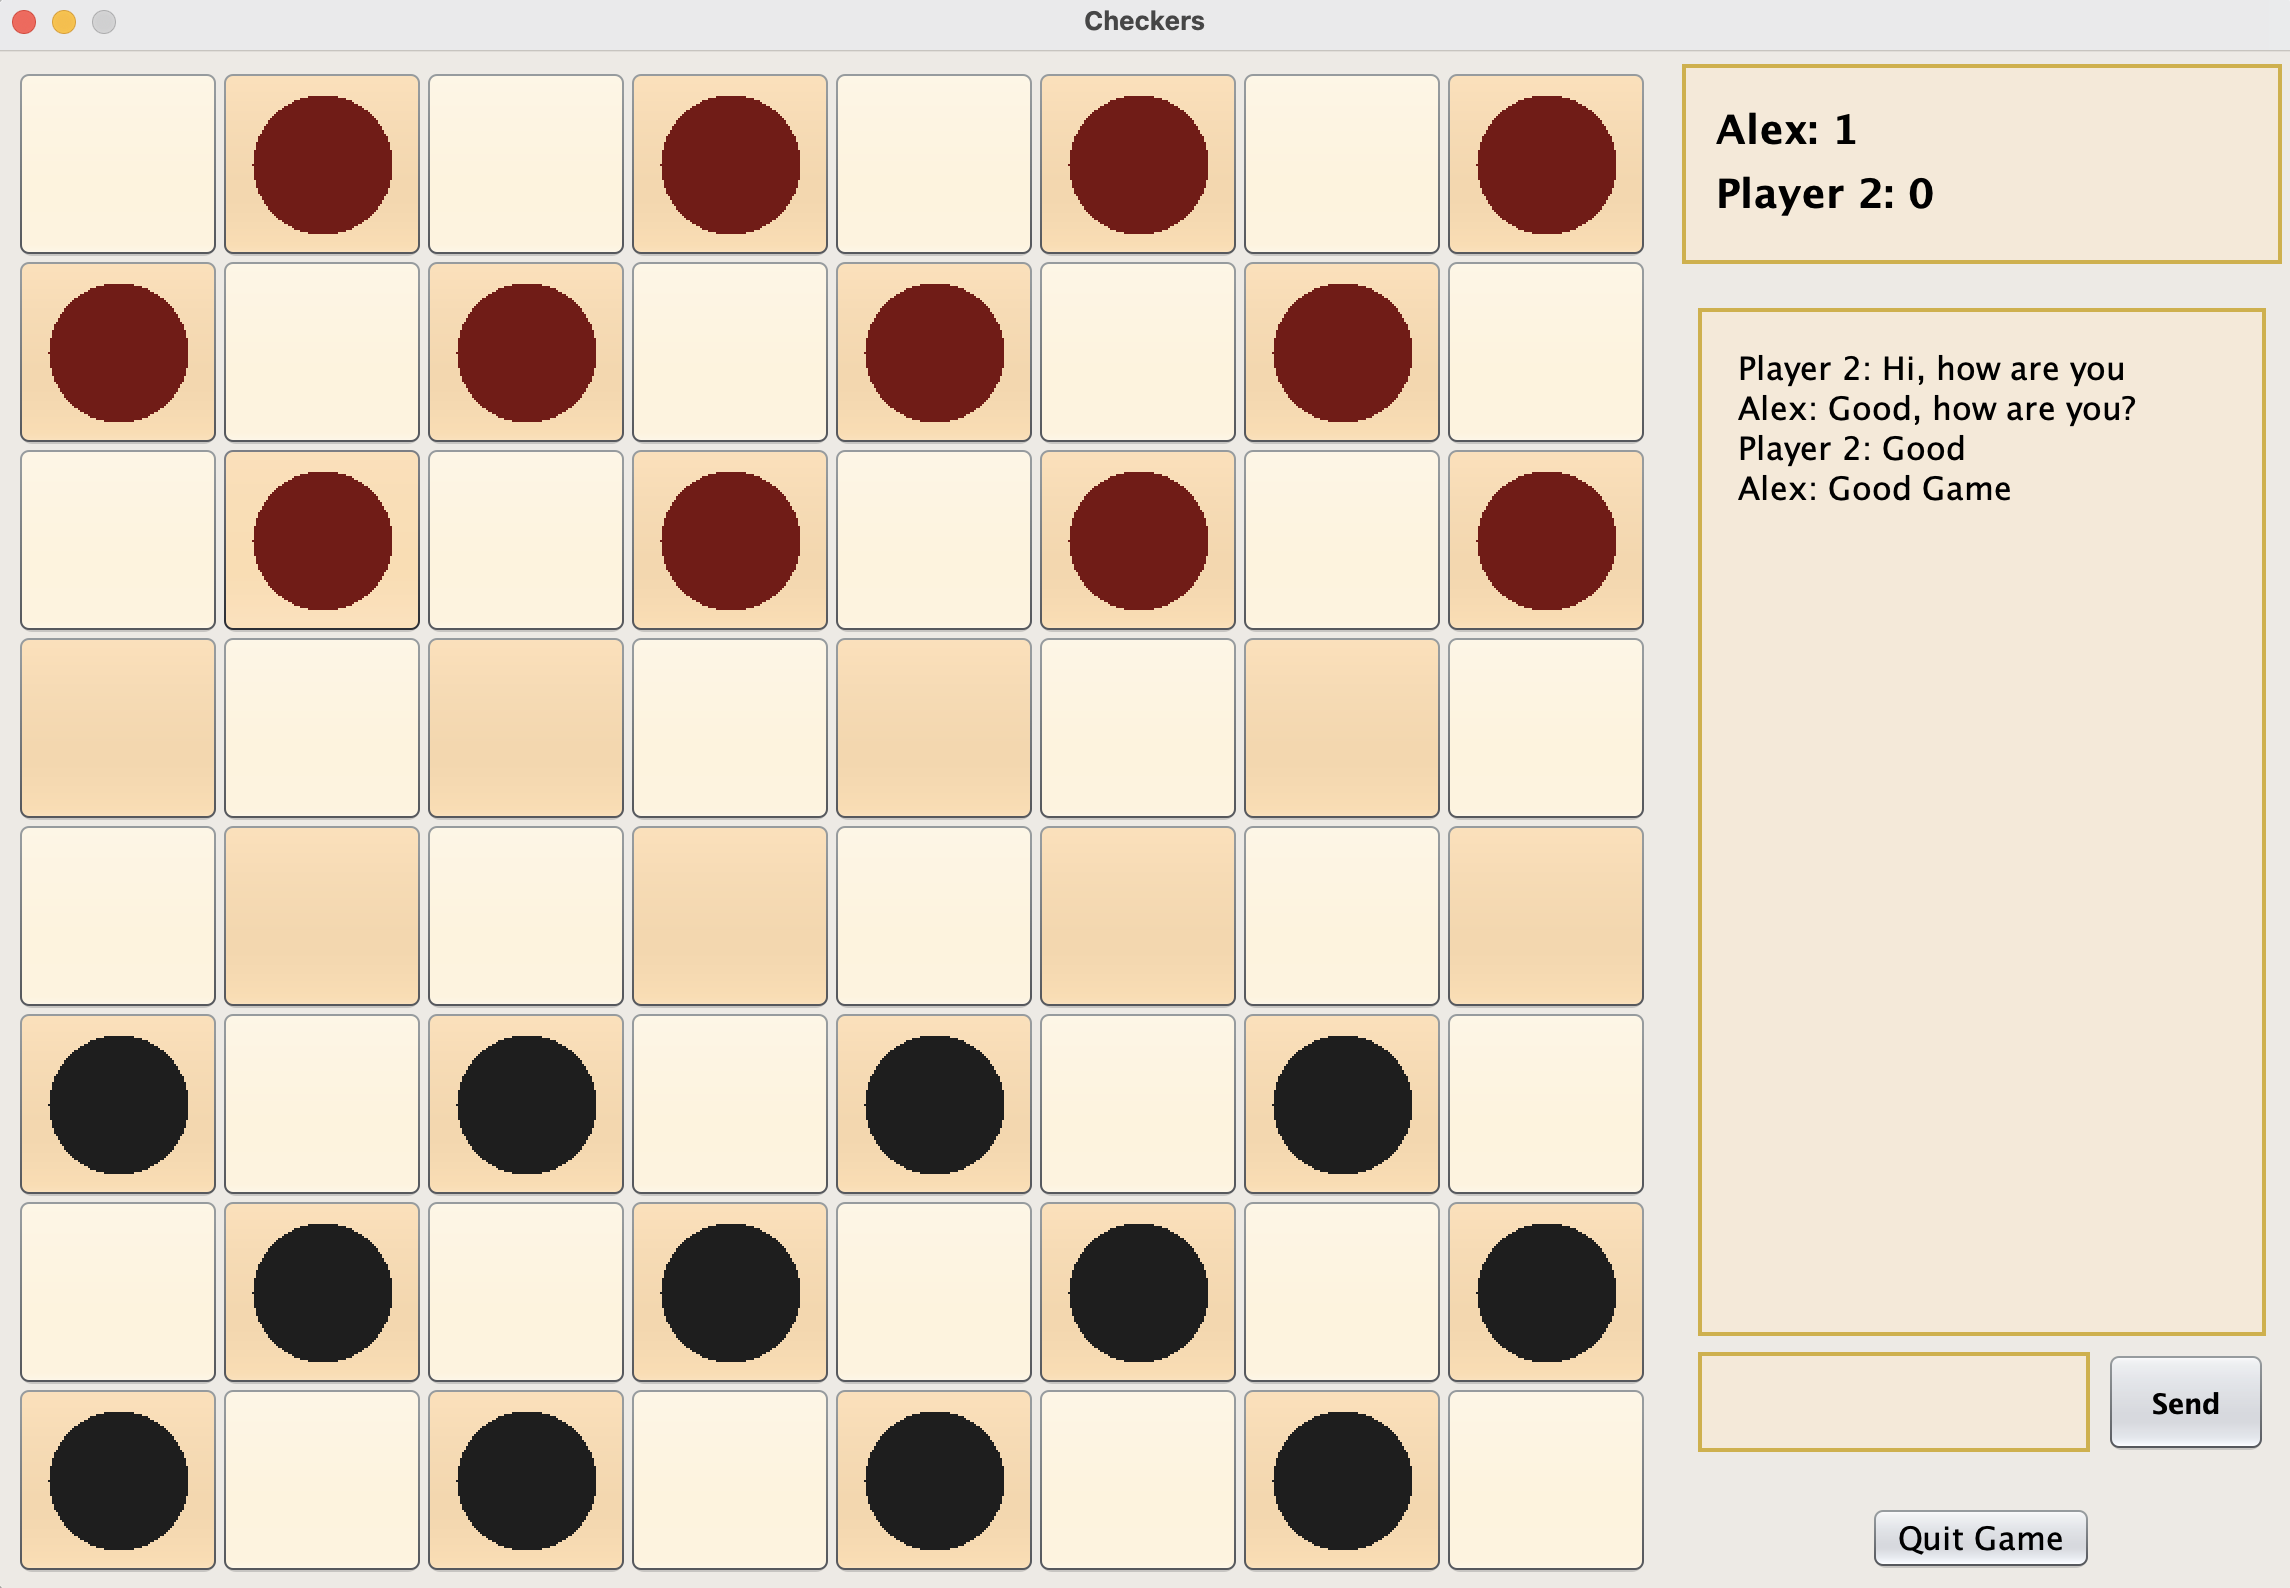 Checkers
Alex: 1
Player 2: 0
Player 2: Hi, how are you
Alex: Good, how are you?
Player 2: Good
Alex: Good Game
Send
Quit Game